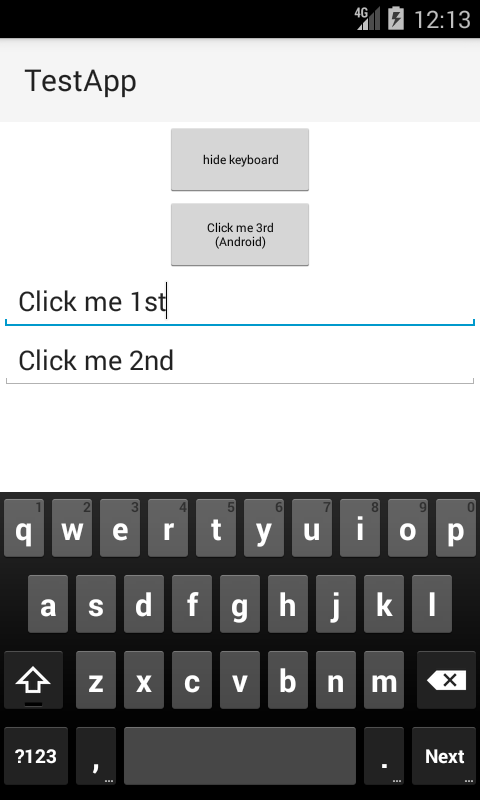 4G 12:13
TestApp
hide keyboard
Click me 3rd
(Android)
Click me 1st
Click me 2nd
1 2 3 4 5 6 7 8 9 0
q w e r t y u i o p
a s d f g h j k l
z x c v b n m
?123 , ... . ... Next ...